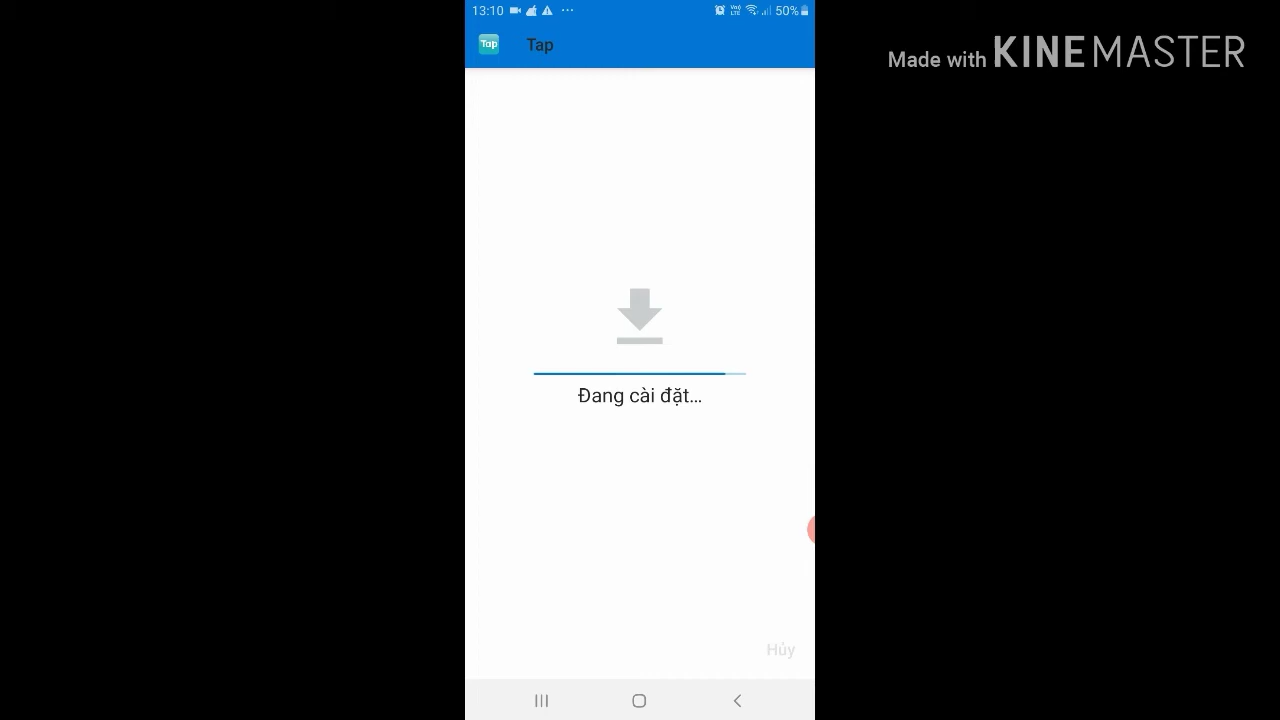 13:10
50%
Made with KINEMASTER
Tap
Tap
Đang cài đặt...
Hủy